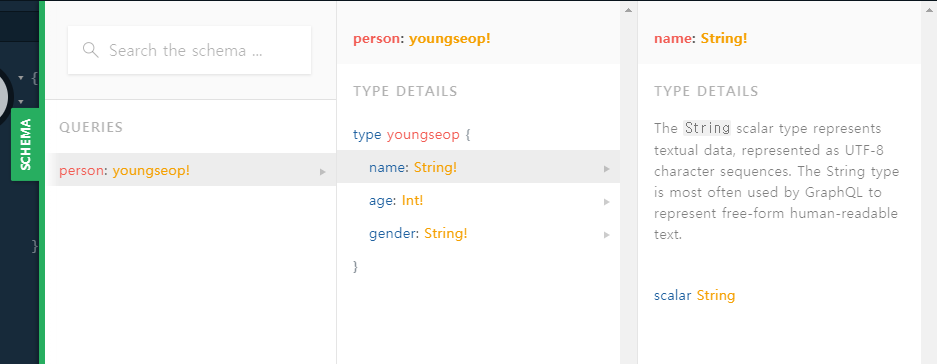 {
}
SCHEMA
Search the schema ...
QUERIES
person: youngseop!
person: youngseop!
TYPE DETAILS
type youngseop {
name: String!
age: Int!
gender: String!
}
name: String!
TYPE DETAILS
The String scalar type represents
textual data, represented as UTF-8
character sequences. The String type
is most often used by GraphQL to
represent free-form human-readable
text.
scalar String